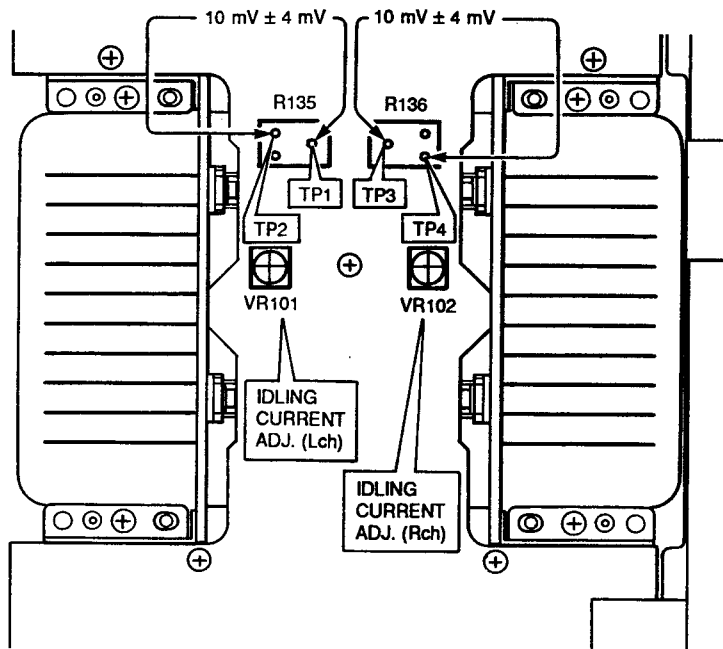 10 mV ± 4 mV
10 mV ± 4 mV
R135
R136
TP1
TP3
TP2
TP4
VR101
VR102
IDLING
CURRENT
ADJ. (Lch)
IDLING
CURRENT
ADJ. (Rch)